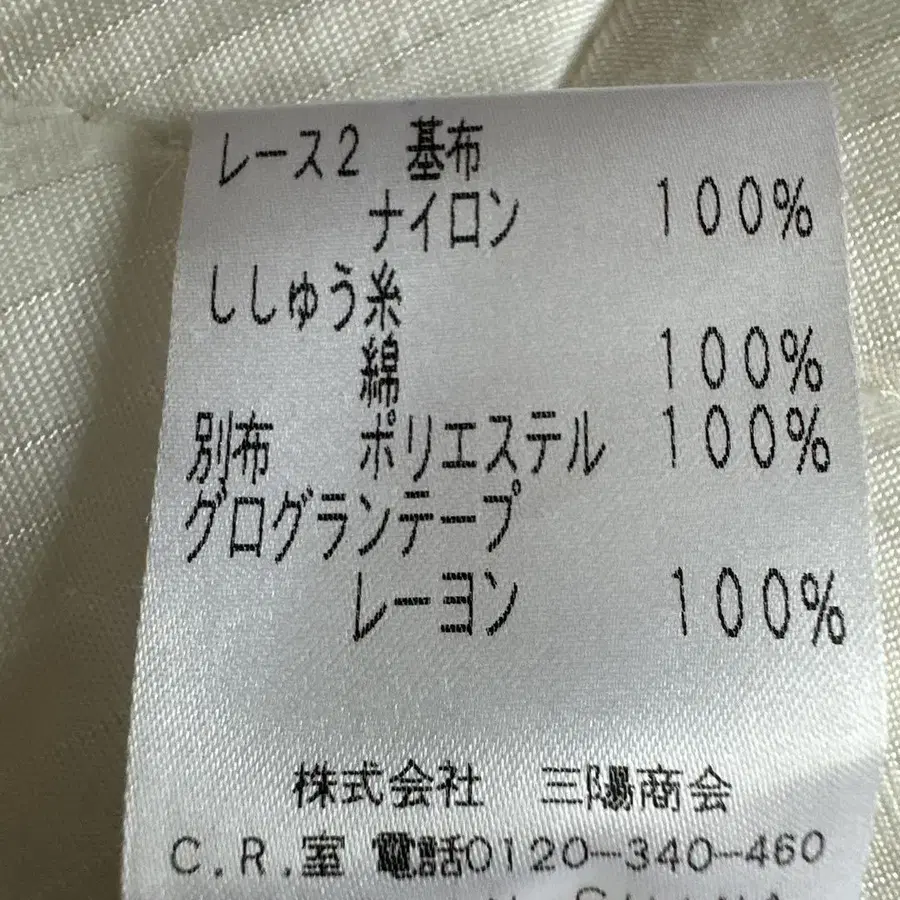 レース2 基布
ナイロン 100%
ししゅう糸
綿 100%
別布 ポリエステル 100%
グログランテープ
レーヨン 100%
株式会社 三陽商会
C.R.室 電話0120-340-460